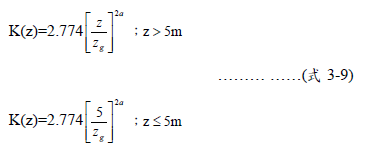 K(z)=2.774[z/z_g]^{2a} ；z > 5m
……… ……(式 3-9)
K(z)=2.774[5/z_g]^{2a} ；z ≤ 5m